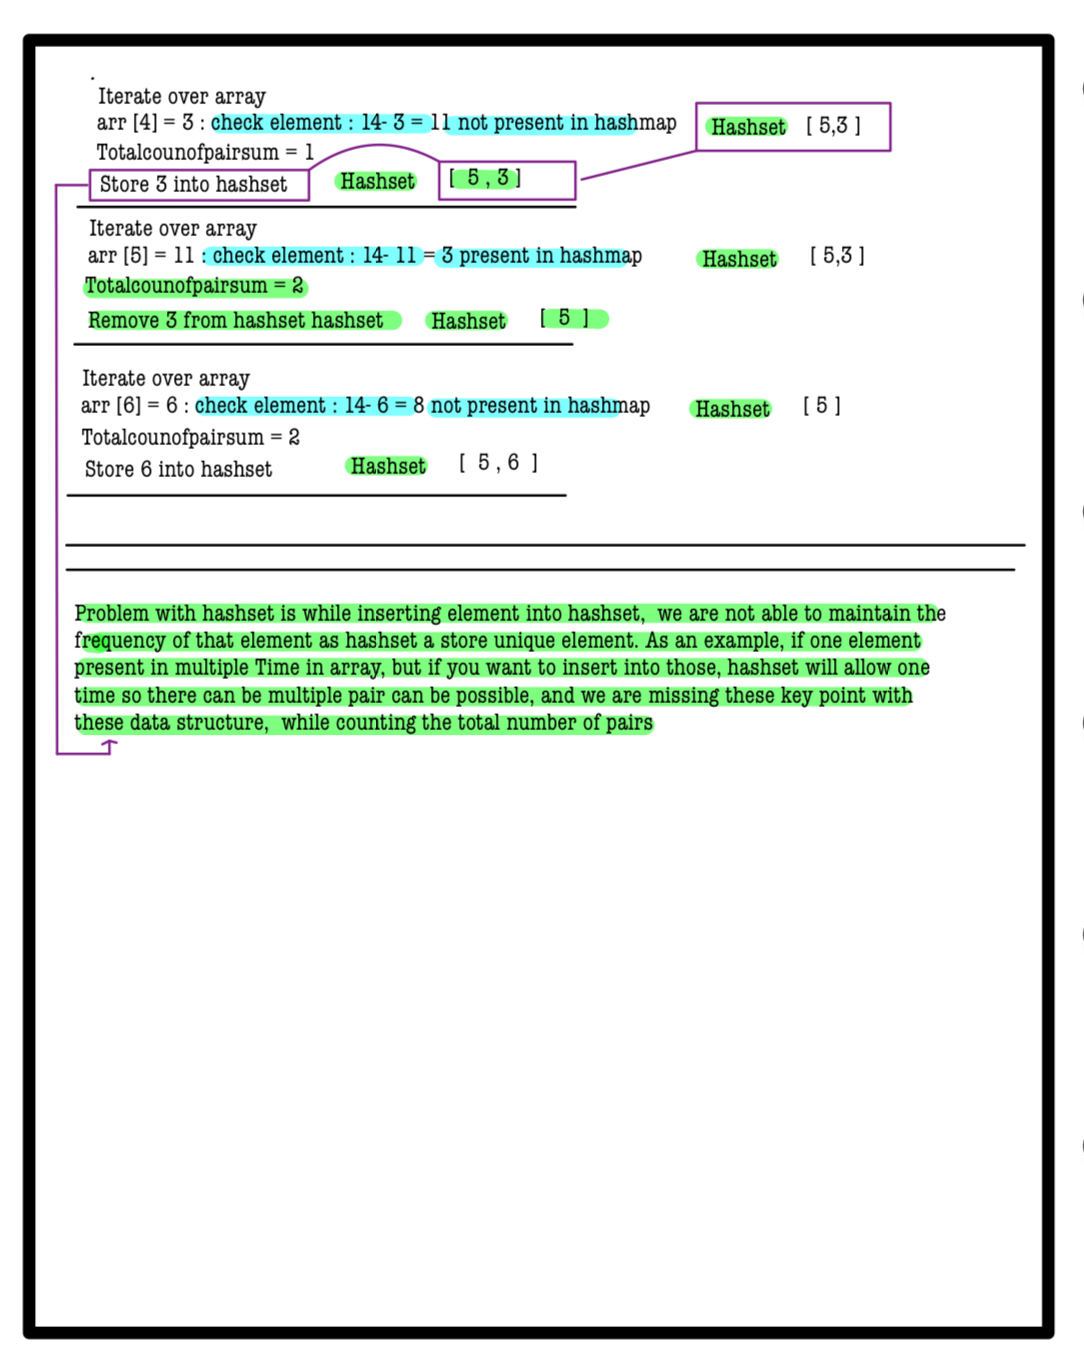 Iterate over array
arr [4] = 3 : check element : 14- 3 = 11 not present in hashmap Hashset [ 5,3 ]
Totalcounofpairsum = 1
Store 3 into hashset Hashset [ 5 , 3 ]
Iterate over array
arr [5] = 11 : check element : 14- 11 = 3 present in hashmap Hashset [ 5,3 ]
Totalcounofpairsum = 2
Remove 3 from hashset hashset Hashset [ 5 ]
Iterate over array
arr [6] = 6 : check element : 14- 6 = 8 not present in hashmap Hashset [ 5 ]
Totalcounofpairsum = 2
Store 6 into hashset Hashset [ 5 , 6 ]
Problem with hashset is while inserting element into hashset, we are not able to maintain the
frequency of that element as hashset a store unique element. As an example, if one element
present in multiple Time in array, but if you want to insert into those, hashset will allow one
time so there can be multiple pair can be possible, and we are missing these key point with
these data structure, while counting the total number of pairs